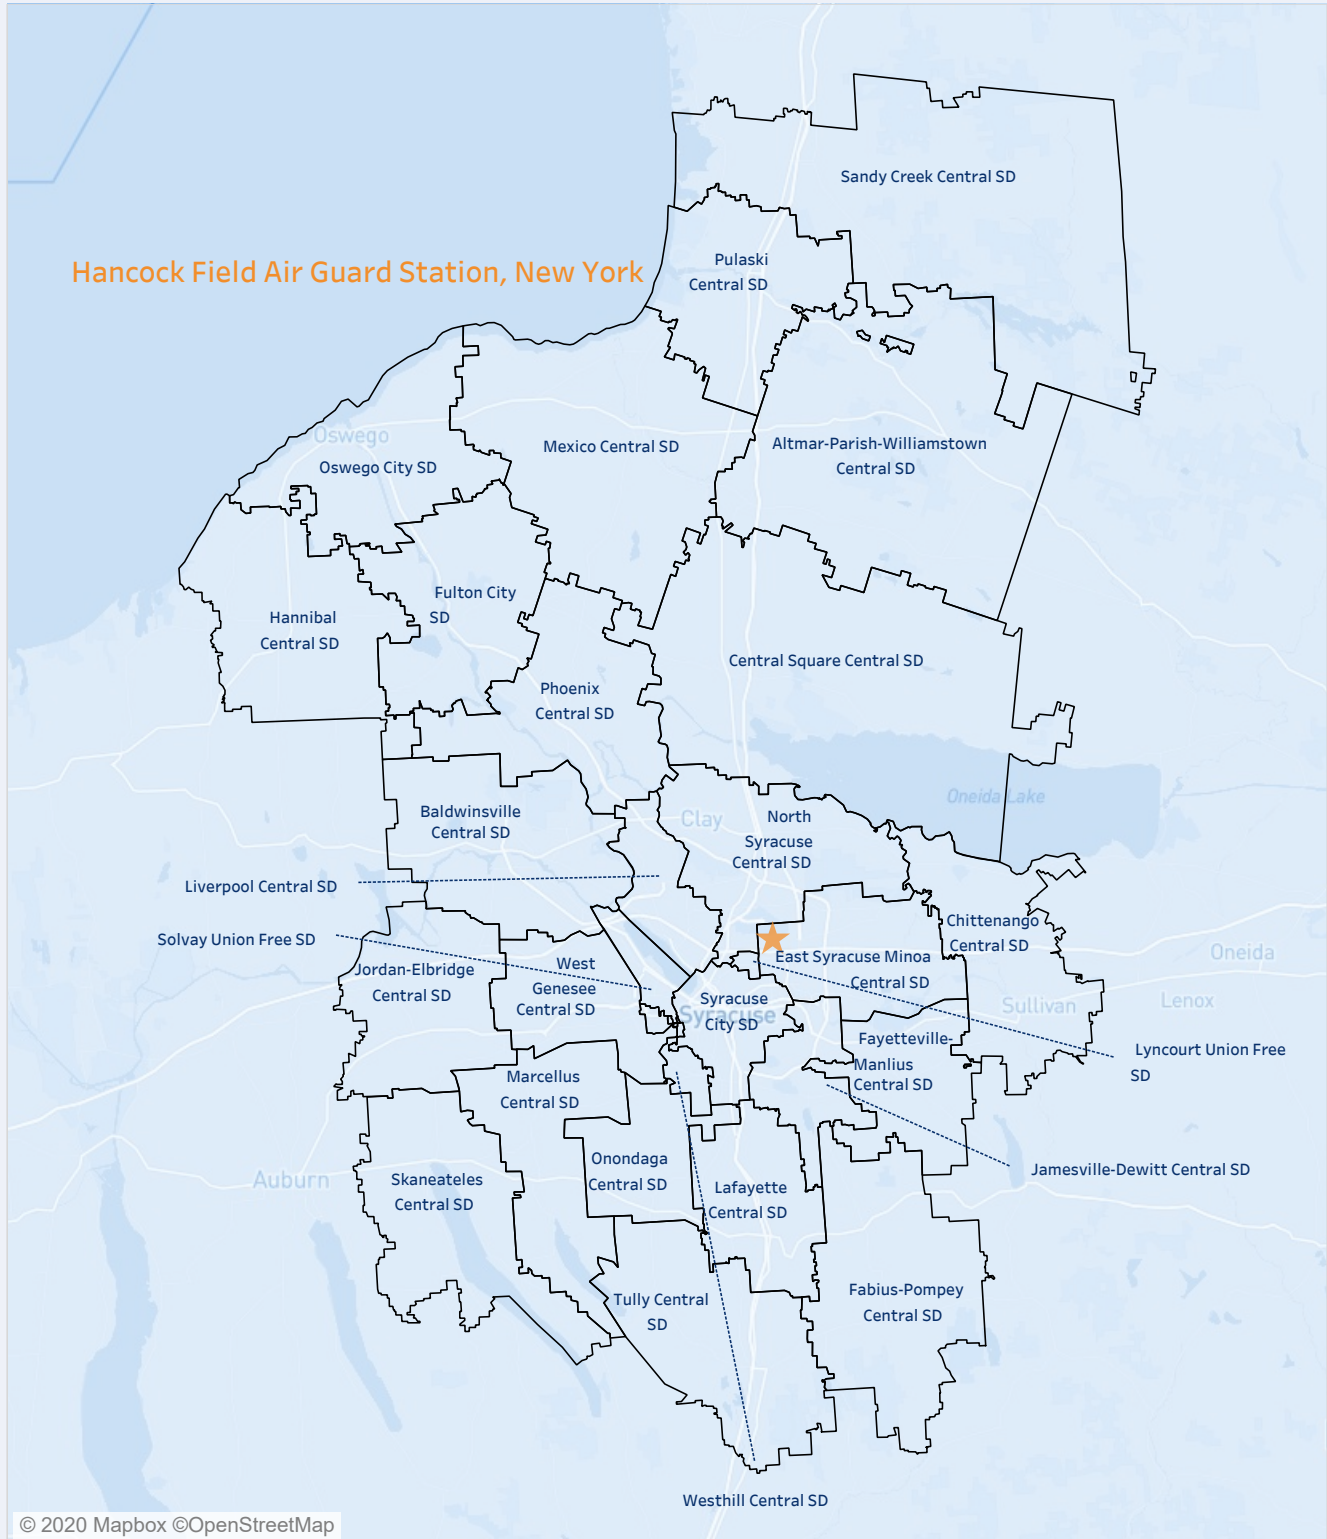 Sandy Creek Central SD
Hancock Field Air Guard Station, New York
Pulaski
Central SD
Oswego
Oswego City SD
Mexico Central SD
Altmar-Parish-Williamstown
Central SD
Fulton City
SD
Hannibal
Central SD
Central Square Central SD
Phoenix
Central SD
Oneida Lake
Baldwinsville
Central SD
Clay
North
Syracuse
Central SD
Liverpool Central SD
Chittenango
Central SD
Solvay Union Free SD
Oneida
East Syracuse Minoa
Central SD
Jordan-Elbridge
Central SD
West
Genesee
Central SD
Syracuse
City SD
Syracuse
Sullivan
Lenox
Fayetteville-
Manlius
Central SD
Lyncourt Union Free
SD
Marcellus
Central SD
Auburn
Skaneateles
Central SD
Onondaga
Central SD
Lafayette
Central SD
Jamesville-Dewitt Central SD
Tully Central
SD
Fabius-Pompey
Central SD
Westhill Central SD
© 2020 Mapbox ©OpenStreetMap